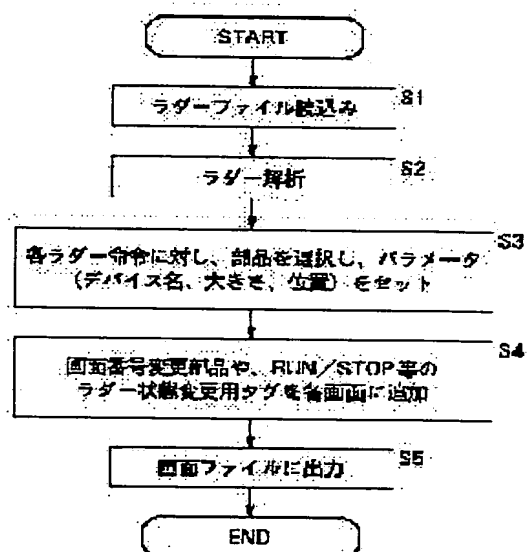 START
ラダーファイル読込み
S1
ラダー解析
S2
各ラダー命令に対し、部品を選択し、パラメータ
(デバイス名、大きさ、位置)をセット
S3
画面番号変更部品や、RUN/STOP等の
ラダー状態変更用タグを各画面に追加
S4
画面ファイルに出力
S5
END